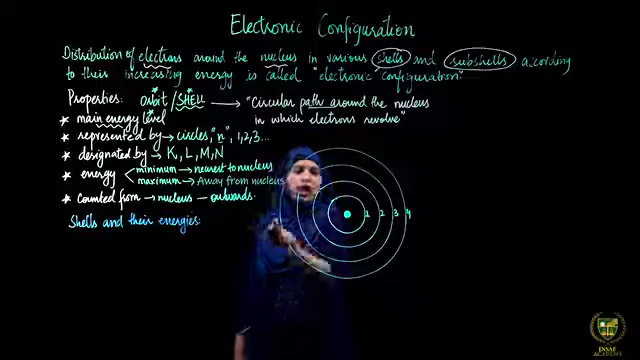 Electronic Configuration
Distribution of electrons around the nucleus in various shells and subshells according
to their increasing energy is called "electronic configuration".
Properties: orbit / SHELL → "Circular path around the nucleus
in which electrons revolve"
* main energy level
* represented by → circles, "n", 1, 2, 3...
* designated by → K, L, M, N
* energy minimum → nearest to nucleus
maximum → Away from nucleus
* Counted from → nucleus — outwards.
Shells and their energies:
1 2 3 4
ENSAF
ACADEMY